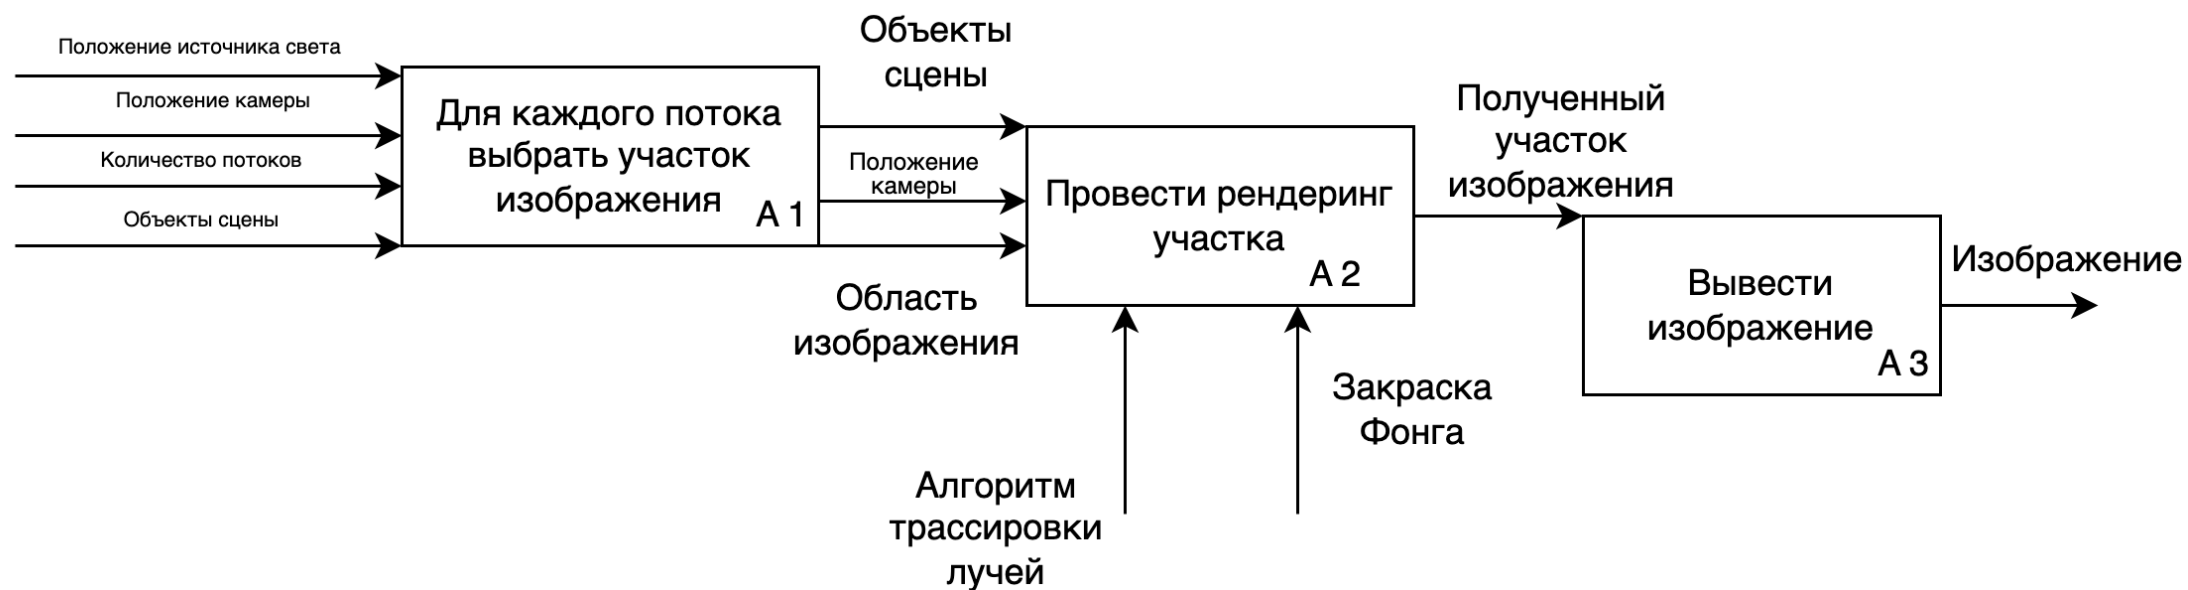 Положение источника света
Положение камеры
Количество потоков
Объекты сцены
Для каждого потока
выбрать участок
изображения
А 1
Объекты
сцены
Положение
камеры
Область
изображения
Провести рендеринг
участка
А 2
Алгоритм
трассировки
лучей
Закраска
Фонга
Полученный
участок
изображения
Вывести
изображение
А 3
Изображение